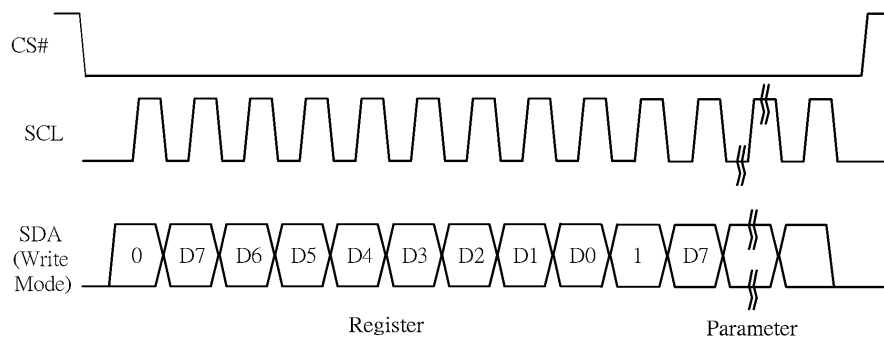 CS#
SCL
SDA
(Write
Mode)
0 D7 D6 D5 D4 D3 D2 D1 D0 1 D7
Register Parameter